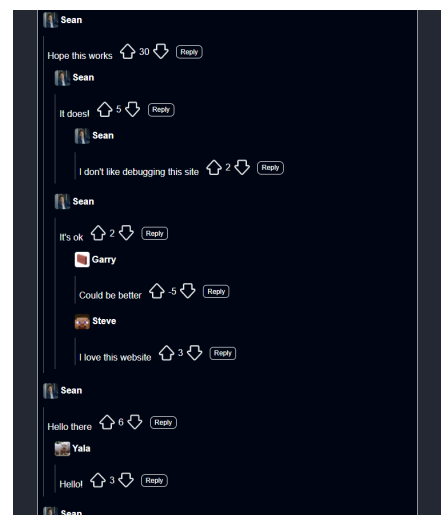 Sean
Hope this works 30 Reply
Sean
It does! 5 Reply
Sean
I don't like debugging this site 2 Reply
Sean
It's ok 2 Reply
Garry
Could be better -5 Reply
Steve
I love this website 3 Reply
Sean
Hello there 6 Reply
Yala
Hello! 3 Reply
Sean